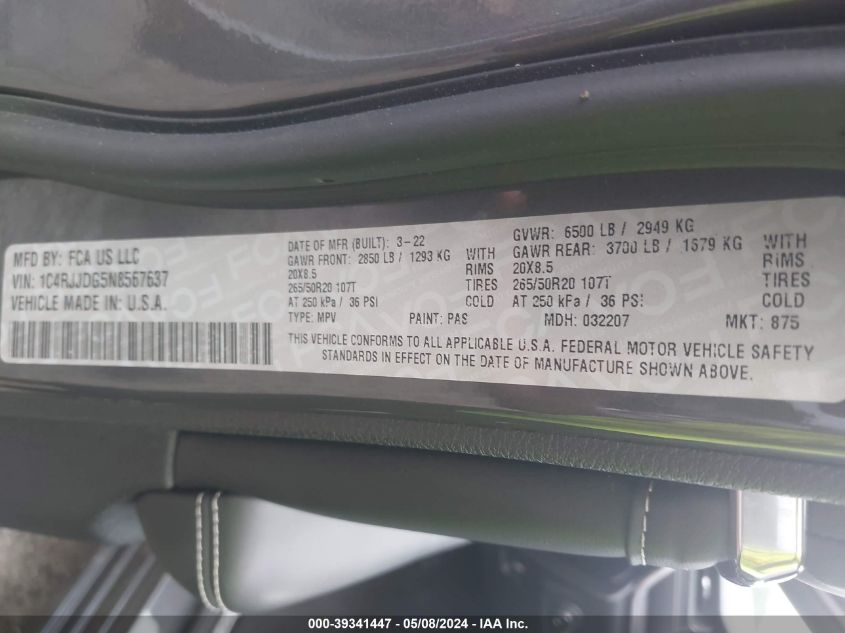 MFD BY: FCA US LLC
VIN: 1C4RJJDG5N8567637
VEHICLE MADE IN: U.S.A.
DATE OF MFR (BUILT): 3-22
GVWR: 6500 LB / 2949 KG
GAWR FRONT: 2850 LB / 1293 KG WITH
GAWR REAR: 3700 LB / 1679 KG WITH
20X8.5 RIMS 20X8.5 RIMS
265/50R20 107T TIRES 265/50R20 107T TIRES
AT 250 kPa / 36 PSI COLD AT 250 kPa / 36 PSI COLD
TYPE: MPV PAINT: PAS MDH: 032207 MKT: 875
THIS VEHICLE CONFORMS TO ALL APPLICABLE U.S.A. FEDERAL MOTOR VEHICLE SAFETY
STANDARDS IN EFFECT ON THE DATE OF MANUFACTURE SHOWN ABOVE.
000-39341447 - 05/08/2024 - IAA Inc.